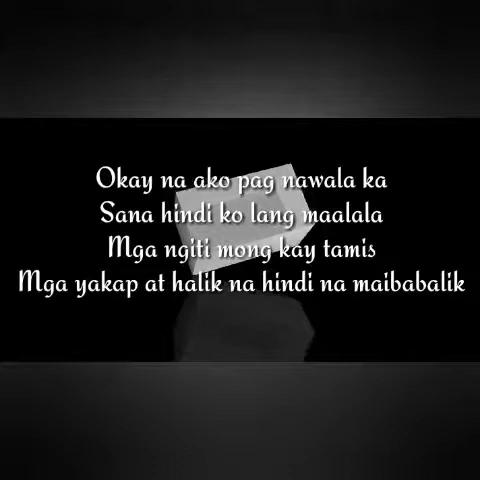 Okay na ako pag nawala ka
Sana hindi ko lang maalala
Mga ngiti mong kay tamis
Mga yakap at halik na hindi na maibabalik